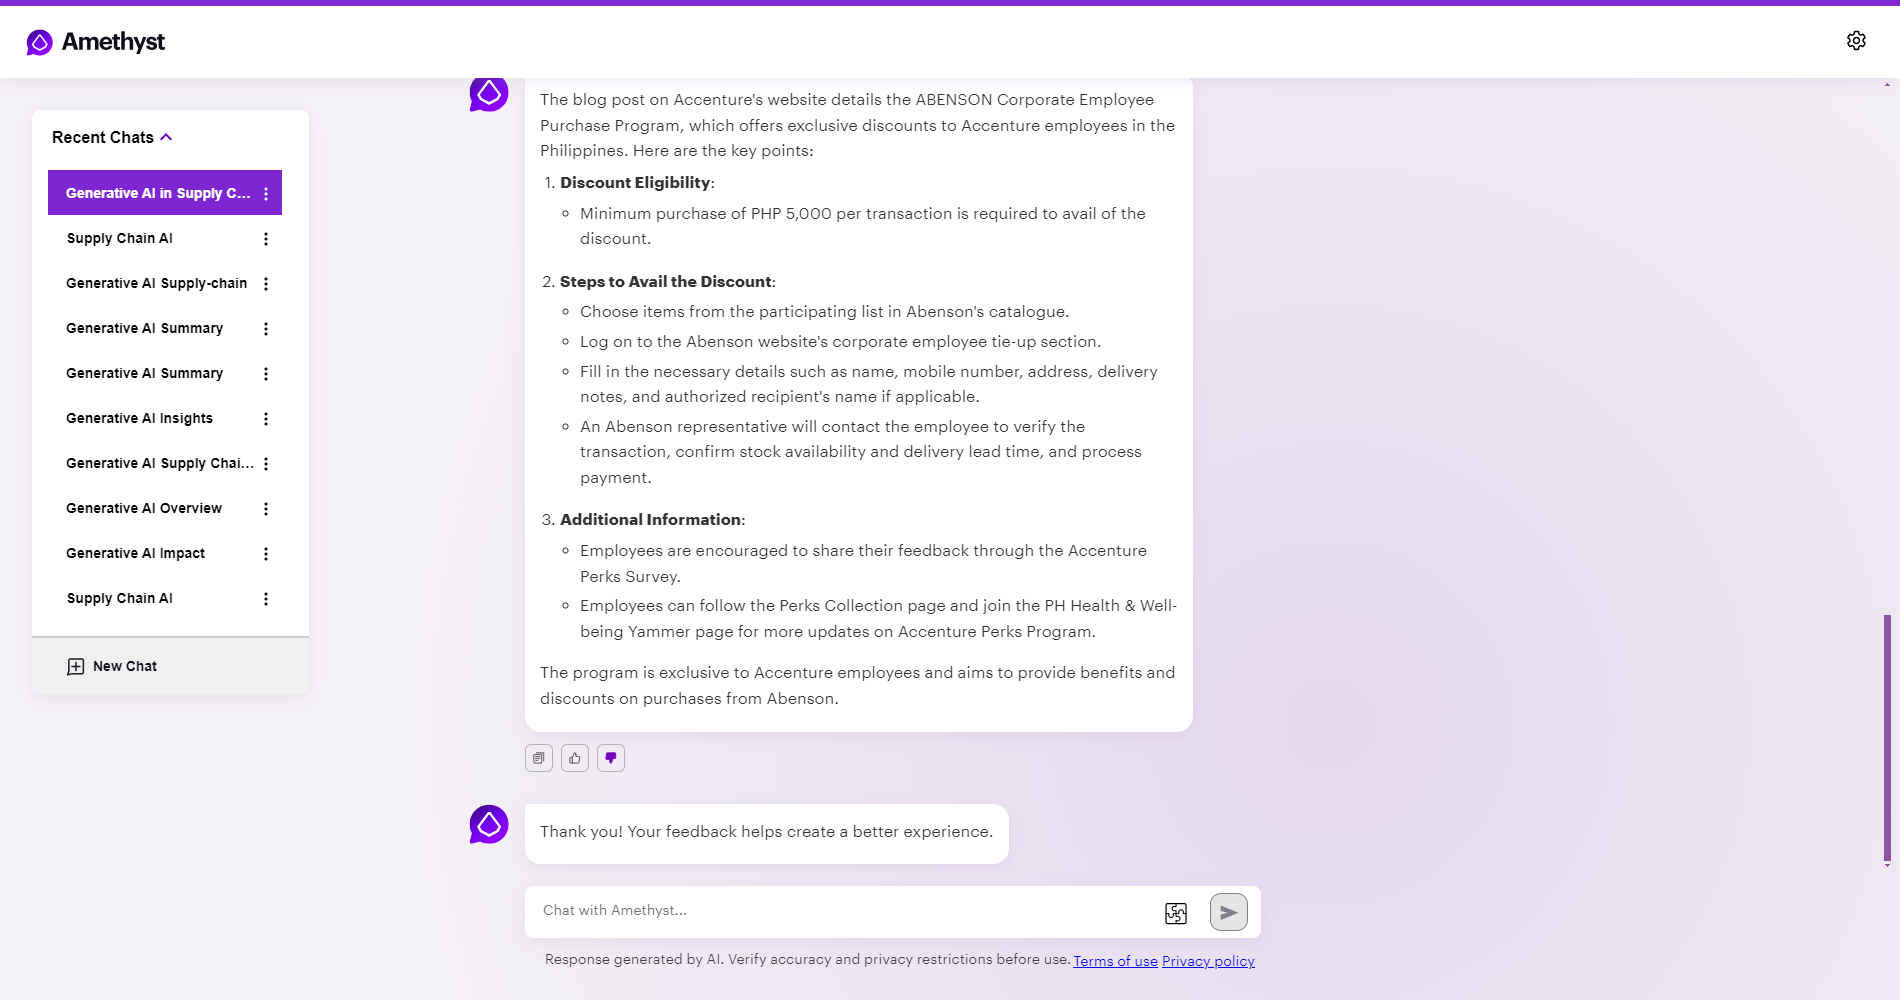 Amethyst
Recent Chats
Generative AI in Supply C...
Supply Chain AI
Generative AI Supply-chain
Generative AI Summary
Generative AI Summary
Generative AI Insights
Generative AI Supply Chai...
Generative AI Overview
Generative AI Impact
Supply Chain AI
New Chat
The blog post on Accenture's website details the ABENSON Corporate Employee
Purchase Program, which offers exclusive discounts to Accenture employees in the
Philippines. Here are the key points:
1. Discount Eligibility:
◦ Minimum purchase of PHP 5,000 per transaction is required to avail of the
discount.
2. Steps to Avail the Discount:
◦ Choose items from the participating list in Abenson's catalogue.
◦ Log on to the Abenson website's corporate employee tie-up section.
◦ Fill in the necessary details such as name, mobile number, address, delivery
notes, and authorized recipient's name if applicable.
◦ An Abenson representative will contact the employee to verify the
transaction, confirm stock availability and delivery lead time, and process
payment.
3. Additional Information:
◦ Employees are encouraged to share their feedback through the Accenture
Perks Survey.
◦ Employees can follow the Perks Collection page and join the PH Health & Well-
being Yammer page for more updates on Accenture Perks Program.
The program is exclusive to Accenture employees and aims to provide benefits and
discounts on purchases from Abenson.
Thank you! Your feedback helps create a better experience.
Chat with Amethyst...
Response generated by AI. Verify accuracy and privacy restrictions before use. Terms of use Privacy policy